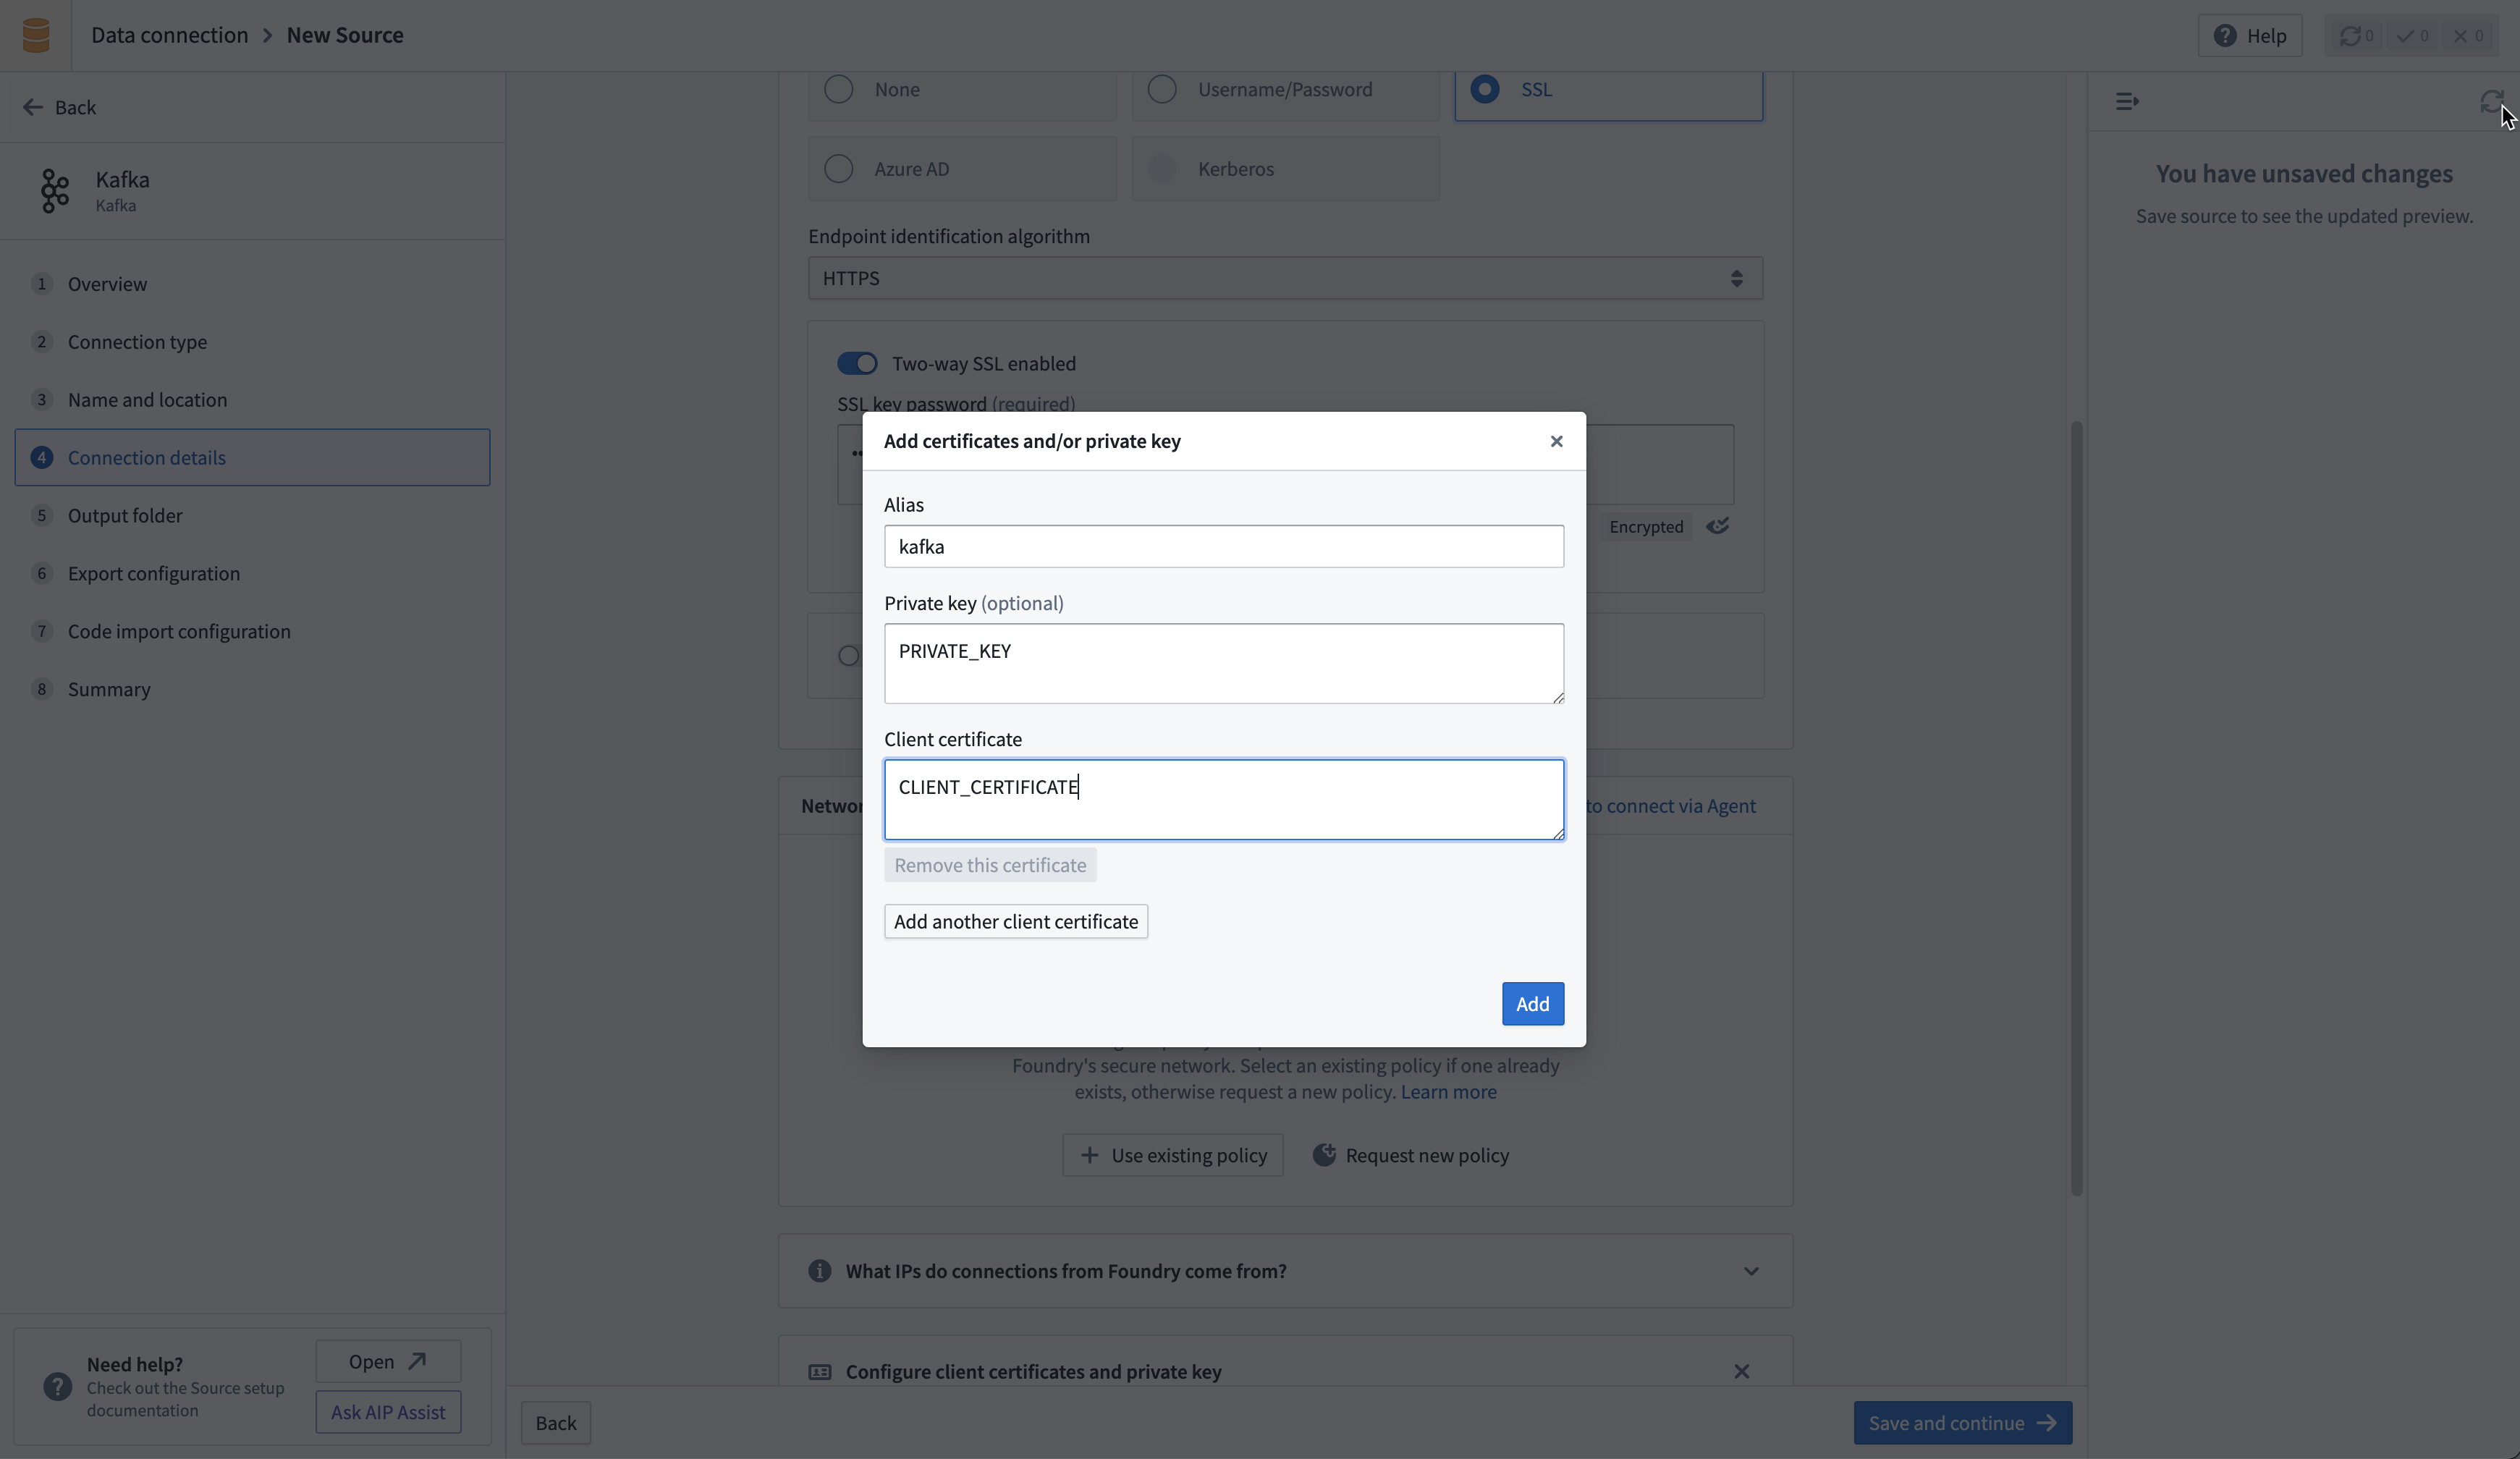 Data connection > New Source
Help
0
0
0
Back
Kafka
Kafka
1 Overview
2 Connection type
3 Name and location
4 Connection details
5 Output folder
6 Export configuration
7 Code import configuration
8 Summary
Need help?
Check out the Source setup
documentation
Open
Ask AIP Assist
None
Username/Password
SSL
Azure AD
Kerberos
Endpoint identification algorithm
HTTPS
Two-way SSL enabled
SSL key password (required)
Encrypted
Add certificates and/or private key
Alias
kafka
Private key (optional)
PRIVATE_KEY
Client certificate
CLIENT_CERTIFICATE
Remove this certificate
Add another client certificate
Add
to connect via Agent
Foundry's secure network. Select an existing policy if one already
exists, otherwise request a new policy. Learn more
Use existing policy
Request new policy
What IPs do connections from Foundry come from?
Configure client certificates and private key
Back
Save and continue
You have unsaved changes
Save source to see the updated preview.